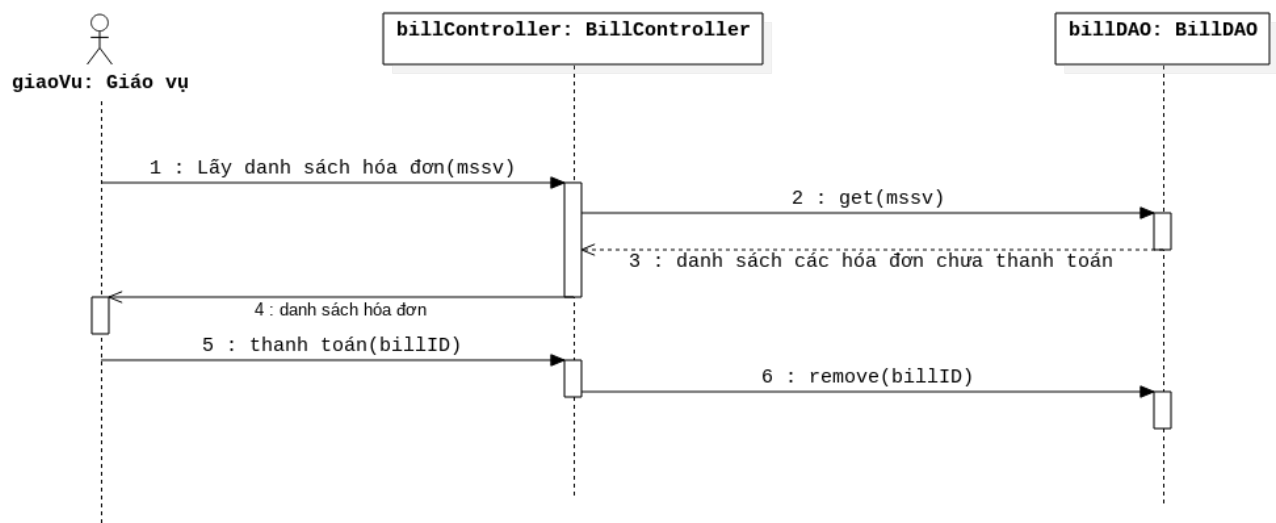 billController: BillController
billDAO: BillDAO
giaoVu: Giáo vụ
1 : Lấy danh sách hóa đơn(mssv)
2 : get(mssv)
3 : danh sách các hóa đơn chưa thanh toán
4 : danh sách hóa đơn
5 : thanh toán(billID)
6 : remove(billID)